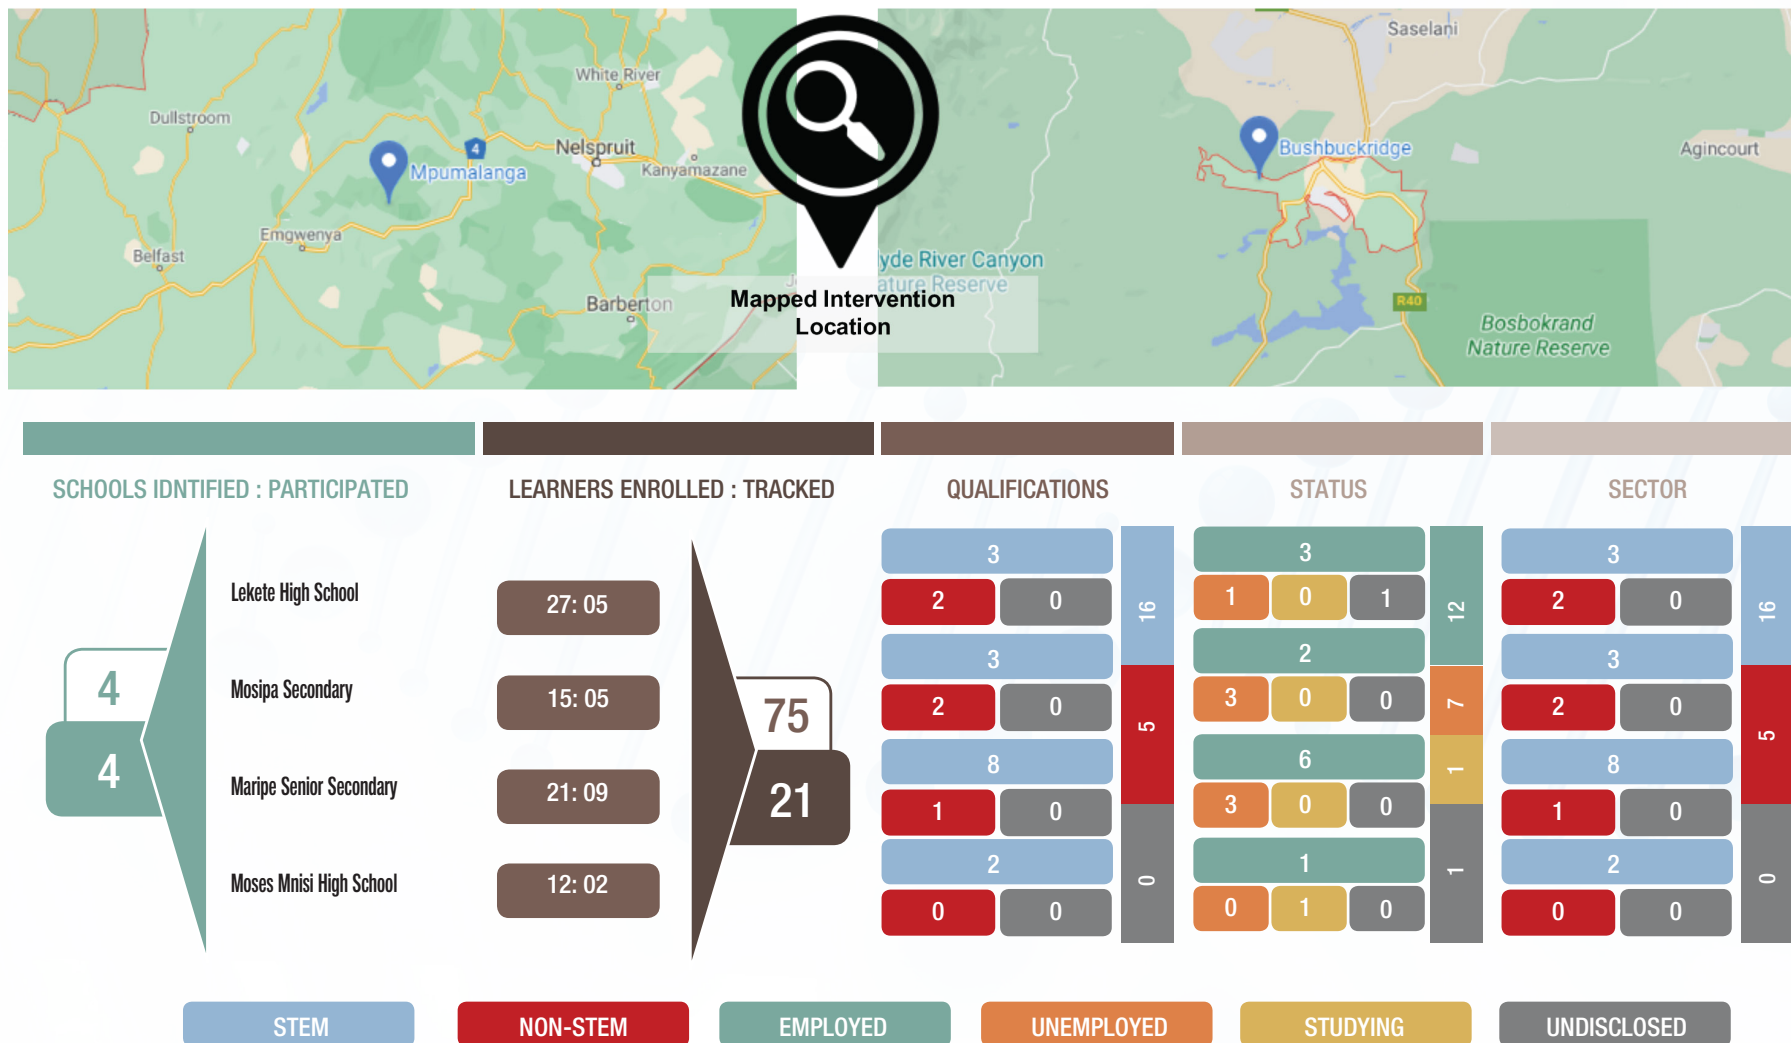 Saselani
White River
Dullstroom
4
Nelspruit
Mpumalanga
Kanyamazane
Bushbuckridge
Agincourt
Emgwenya
Belfast
lyde River Canyon
ature Reserve
Barberton
Mapped Intervention
Location
R40
Bosbokrand
Nature Reserve
SCHOOLS IDNTIFIED : PARTICIPATED
LEARNERS ENROLLED : TRACKED
QUALIFICATIONS
STATUS
SECTOR
4
4
Lekete High School
27: 05
Mosipa Secondary
15: 05
Maripe Senior Secondary
21: 09
Moses Mnisi High School
12: 02
75
21
3
2 0
3
2 0
8
1 0
2
0 0
16
5
0
3
1 0 1
2
3 0 0
6
3 0 0
1
0 1 0
12
7
1
1
3
2 0
3
2 0
8
1 0
2
0 0
16
5
0
STEM
NON-STEM
EMPLOYED
UNEMPLOYED
STUDYING
UNDISCLOSED